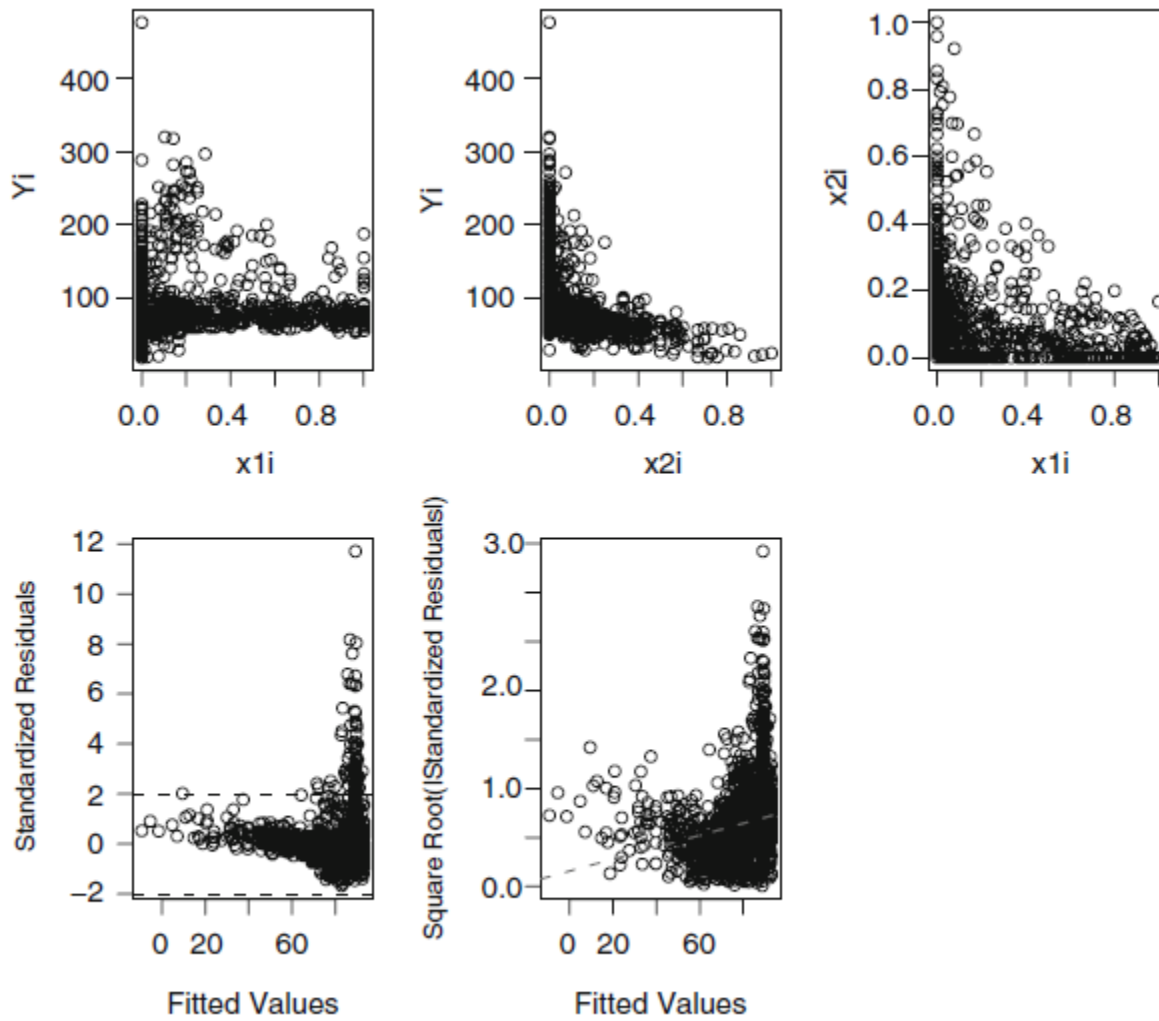 Yi
400
300
200
100
0.0 0.4 0.8
x1i
Yi
400
300
200
100
0.0 0.4 0.8
x2i
x2i
1.0
0.8
0.6
0.4
0.2
0.0
0.0 0.4 0.8
x1i
Standardized Residuals
12
10
8
6
4
2
0
−2
0 20 60
Fitted Values
Square Root(|Standardized Residuals|)
3.0
2.0
1.0
0.0
0 20 60
Fitted Values